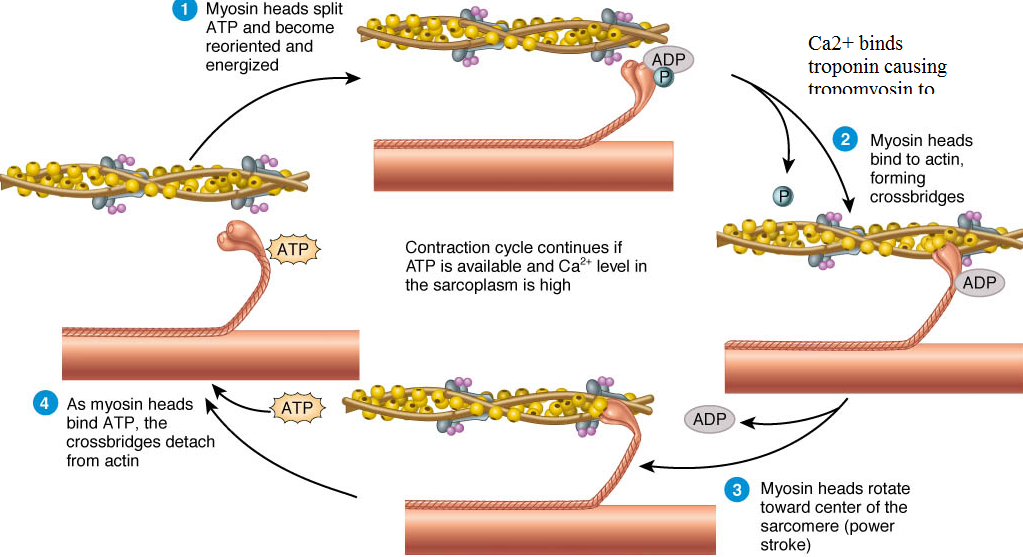 1
Myosin heads split
ATP and become
reoriented and
energized
ADP
P
Ca2+ binds
troponin causing
tropomyosin to
2
Myosin heads
bind to actin,
forming
crossbridges
P
ADP
ATP
Contraction cycle continues if
ATP is available and Ca²⁺ level in
the sarcoplasm is high
4
As myosin heads
bind ATP, the
crossbridges detach
from actin
ATP
ADP
3
Myosin heads rotate
toward center of the
sarcomere (power
stroke)